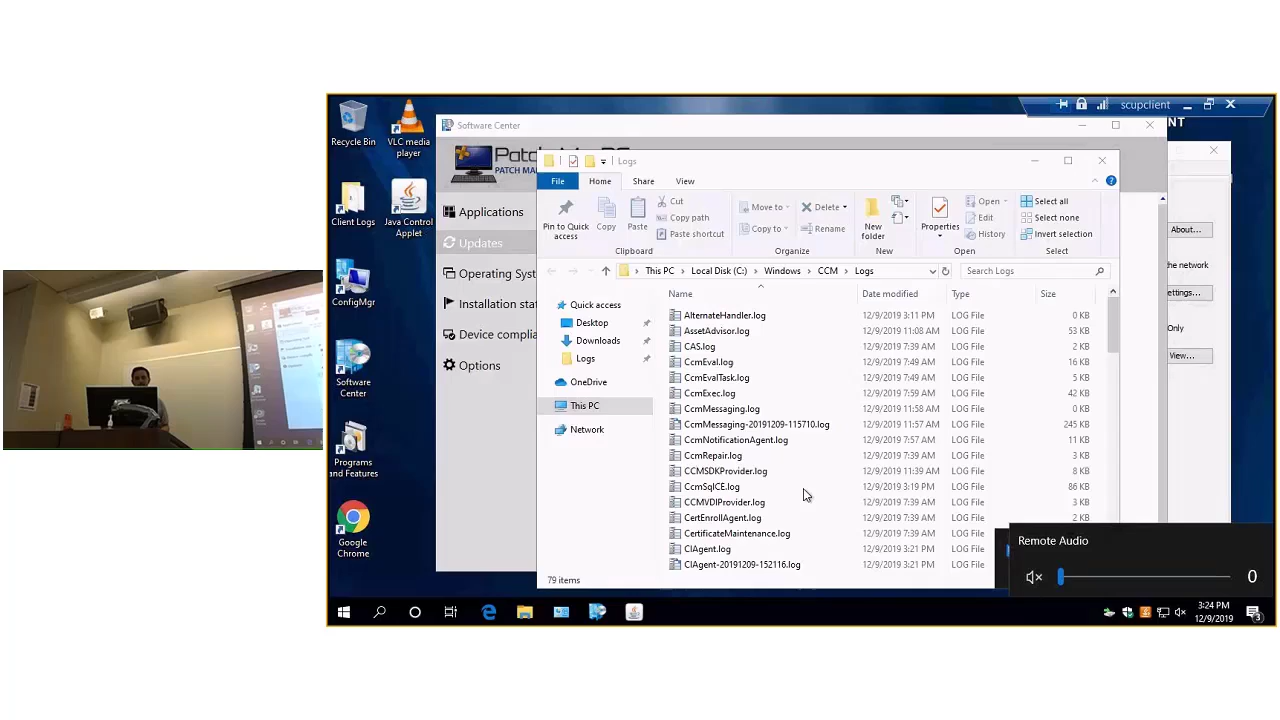 scupclient
NT
Recycle Bin
VLC media
player
Client Logs
Java Control
Applet
ConfigMgr
Software
Center
Programs
and Features
Google
Chrome
Software Center
PATCH MA
Applications
Updates
Operating Syst
Installation stat
Device complia
Options
Logs
File
Home
Share
View
Pin to Quick
access
Copy
Paste
Cut
Copy path
Paste shortcut
Clipboard
Move to
Copy to
Delete
Rename
Organize
New
folder
New
Properties
Open
Edit
History
Open
Select all
Select none
Invert selection
Select
This PC
Local Disk (C:)
Windows
CCM
Logs
Search Logs
Quick access
Desktop
Downloads
Logs
OneDrive
This PC
Network
Name Date modified Type Size
AlternateHandler.log 12/9/2019 3:11 PM LOG File 0 KB
AssetAdvisor.log 12/9/2019 11:08 AM LOG File 53 KB
CAS.log 12/9/2019 7:39 AM LOG File 2 KB
CcmEval.log 12/9/2019 7:49 AM LOG File 16 KB
CcmEvalTask.log 12/9/2019 7:49 AM LOG File 5 KB
CcmExec.log 12/9/2019 7:39 AM LOG File 42 KB
CcmMessaging.log 12/9/2019 11:58 AM LOG File 0 KB
CcmMessaging-20191209-115710.log 12/9/2019 11:57 AM LOG File 245 KB
CcmNotificationAgent.log 12/9/2019 7:57 AM LOG File 11 KB
CcmRepair.log 12/9/2019 7:39 AM LOG File 3 KB
CCMSDKProvider.log 12/9/2019 11:39 AM LOG File 8 KB
CcmSqlCE.log 12/9/2019 3:19 PM LOG File 86 KB
CCMVDIProvider.log 12/9/2019 7:39 AM LOG File 3 KB
CertEnrollAgent.log 12/9/2019 7:39 AM LOG File 2 KB
CertificateMaintenance.log 12/9/2019 7:39 AM LOG File
CIAgent.log 12/9/2019 3:21 PM LOG File
CIAgent-20191209-152116.log 12/9/2019 3:21 PM LOG File
79 items
About...
the network
ettings...
Only
View...
Remote Audio
0
3:24 PM
12/9/2019
3